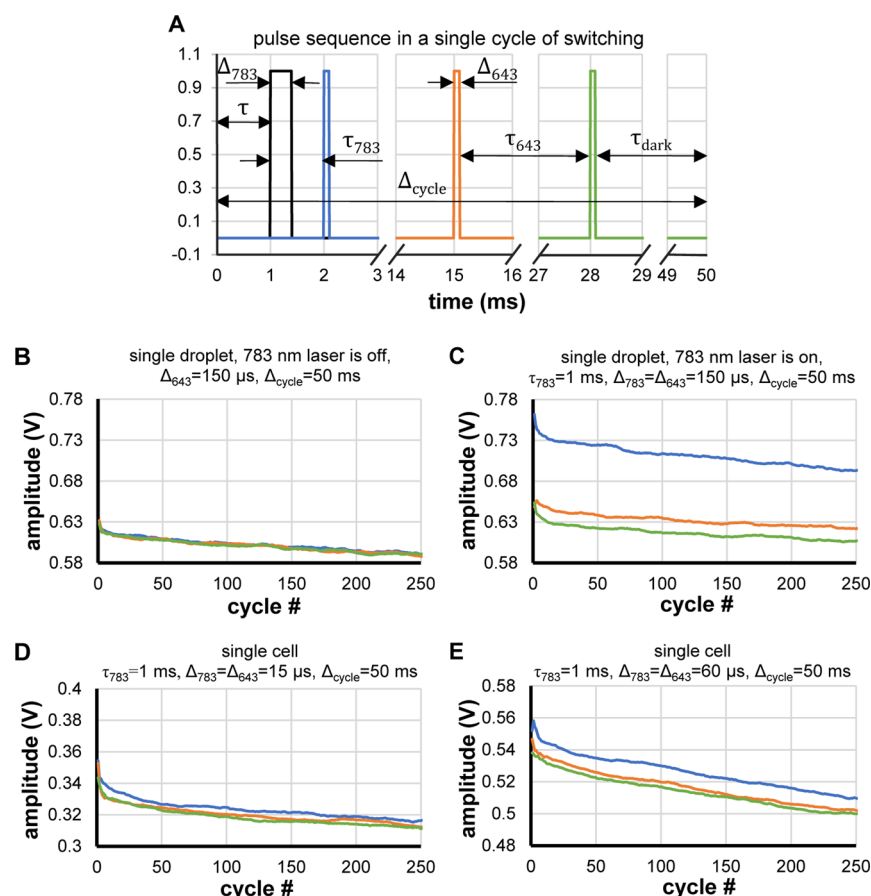 A
pulse sequence in a single cycle of switching
1.1
0.9
0.7
0.5
0.3
0.1
-0.1
Δ783
Δ643
τ
τ783
τ643
τdark
Δcycle
0 1 2 3 14 15 16 27 28 29 49 50
time (ms)
B
single droplet, 783 nm laser is off,
Δ643=150 µs, Δcycle=50 ms
amplitude (V)
0.78
0.73
0.68
0.63
0.58
0 50 100 150 200 250
cycle #
C
single droplet, 783 nm laser is on,
τ783=1 ms, Δ783=Δ643=150 µs, Δcycle=50 ms
amplitude (V)
0.78
0.73
0.68
0.63
0.58
0 50 100 150 200 250
cycle #
D
single cell
τ783=1 ms, Δ783=Δ643=15 µs, Δcycle=50 ms
amplitude (V)
0.4
0.38
0.36
0.34
0.32
0.3
0 50 100 150 200 250
cycle #
E
single cell
τ783=1 ms, Δ783=Δ643=60 µs, Δcycle=50 ms
amplitude (V)
0.58
0.56
0.54
0.52
0.5
0.48
0 50 100 150 200 250
cycle #